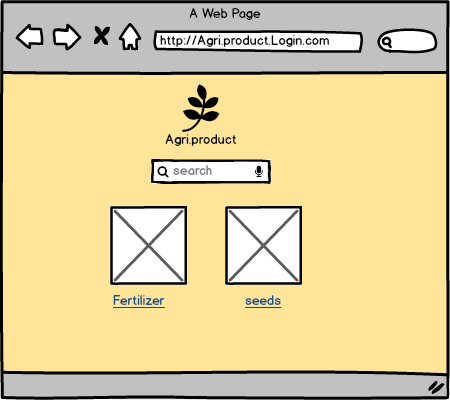 A Web Page
http://Agri.product.Login.com
Agri.product
search
Fertilizer
seeds